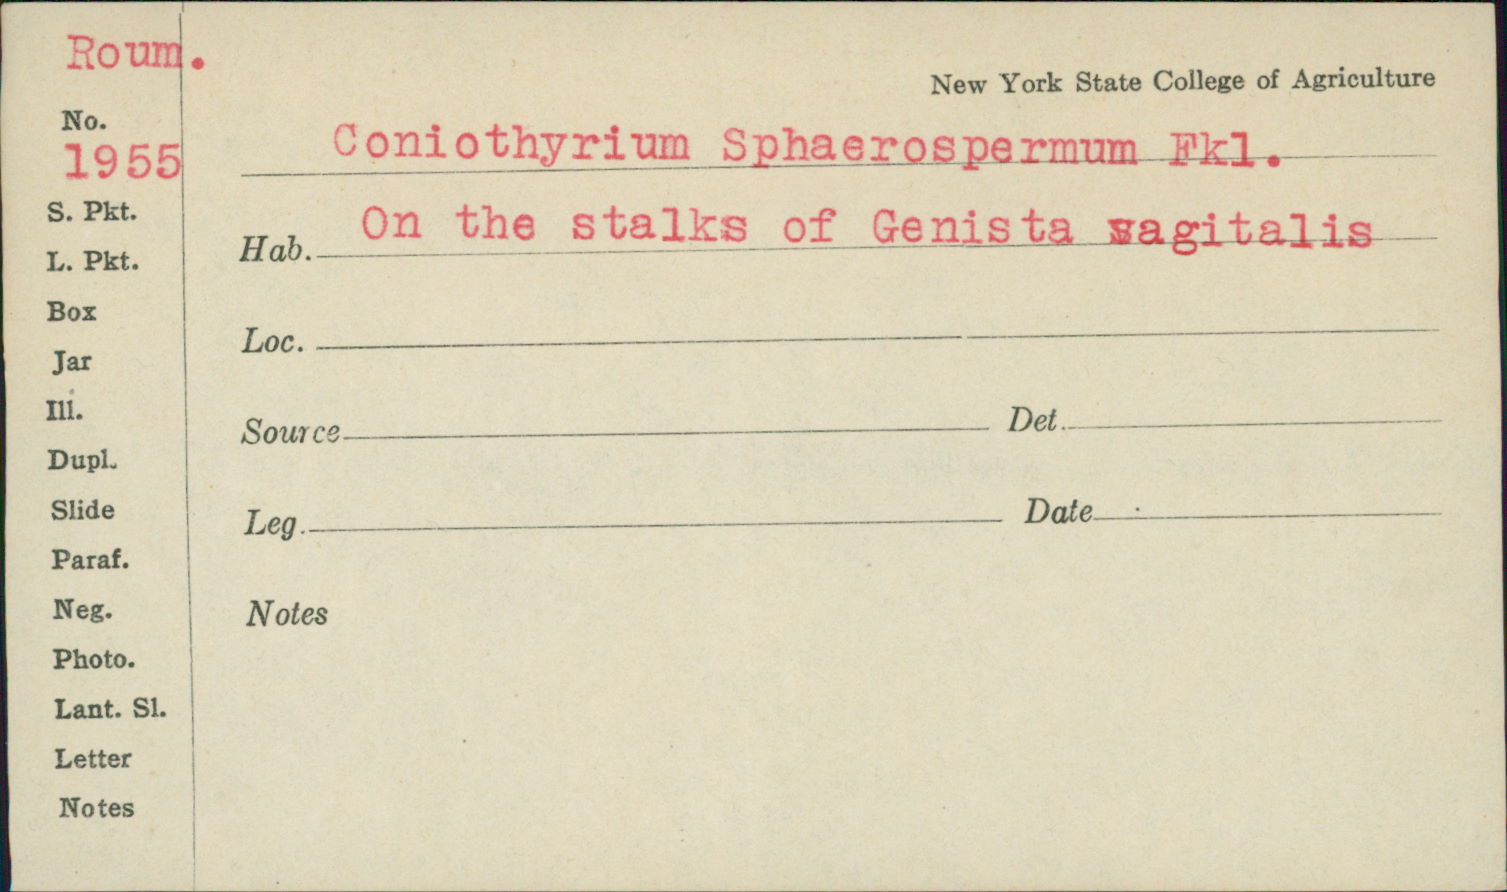 Roum.
New York State College of Agriculture
No.
1955
Coniothyrium Sphaerospermum Fkl.
S. Pkt.
Hab. On the stalks of Genista sagitalis
L. Pkt.
Box
Loc.
Jar
Ill.
Source Det.
Dupl.
Slide
Leg. Date
Paraf.
Neg.
Notes
Photo.
Lant. Sl.
Letter
Notes